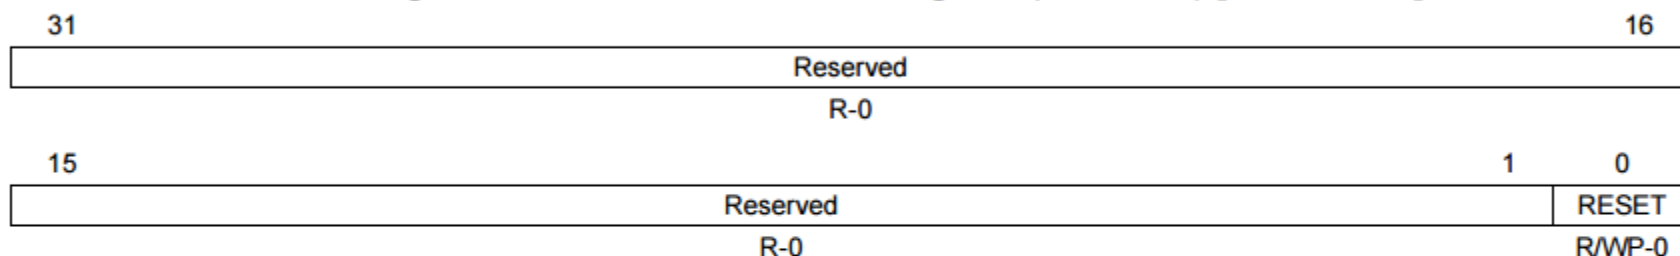 31 16
Reserved
R-0
15 1 0
Reserved RESET
R-0 R/WP-0